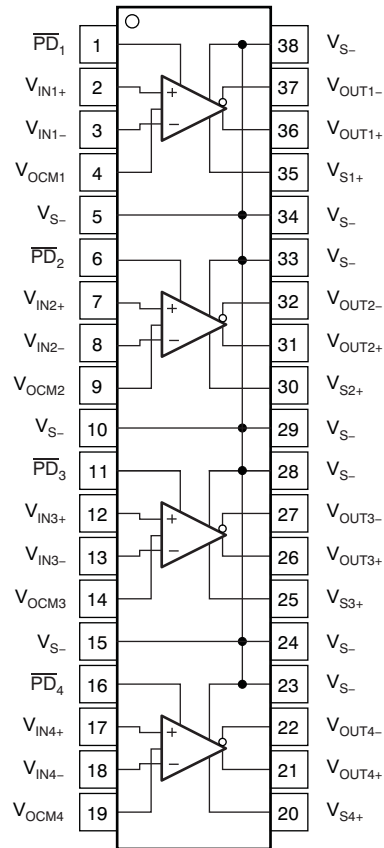 PD1 1 38 VS–
VIN1+ 2 + 37 VOUT1–
VIN1– 3 – 36 VOUT1+
VOCM1 4 35 VS1+
VS– 5 34 VS–
PD2 6 33 VS–
VIN2+ 7 + 32 VOUT2–
VIN2– 8 – 31 VOUT2+
VOCM2 9 30 VS2+
VS– 10 29 VS–
PD3 11 28 VS–
VIN3+ 12 + 27 VOUT3–
VIN3– 13 – 26 VOUT3+
VOCM3 14 25 VS3+
VS– 15 24 VS–
PD4 16 23 VS–
VIN4+ 17 + 22 VOUT4–
VIN4– 18 – 21 VOUT4+
VOCM4 19 20 VS4+